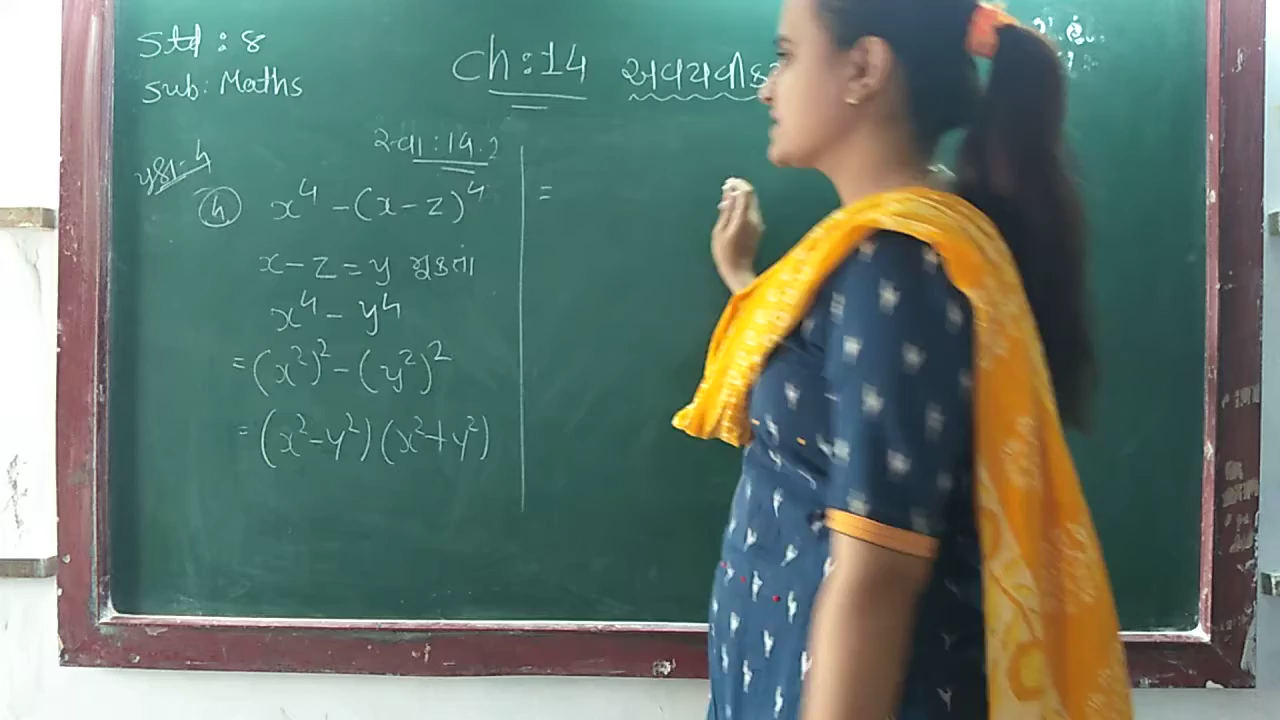 Std : 8
Sub: Maths
Ch : 14
સ્વા : 14.2
પ્રશ્ન-4
(4) x⁴ - (x-z)⁴
x-z=y મૂકતાં
x⁴ - y⁴
= (x²)² - (y²)²
= (x²-y²)(x²+y²)
=